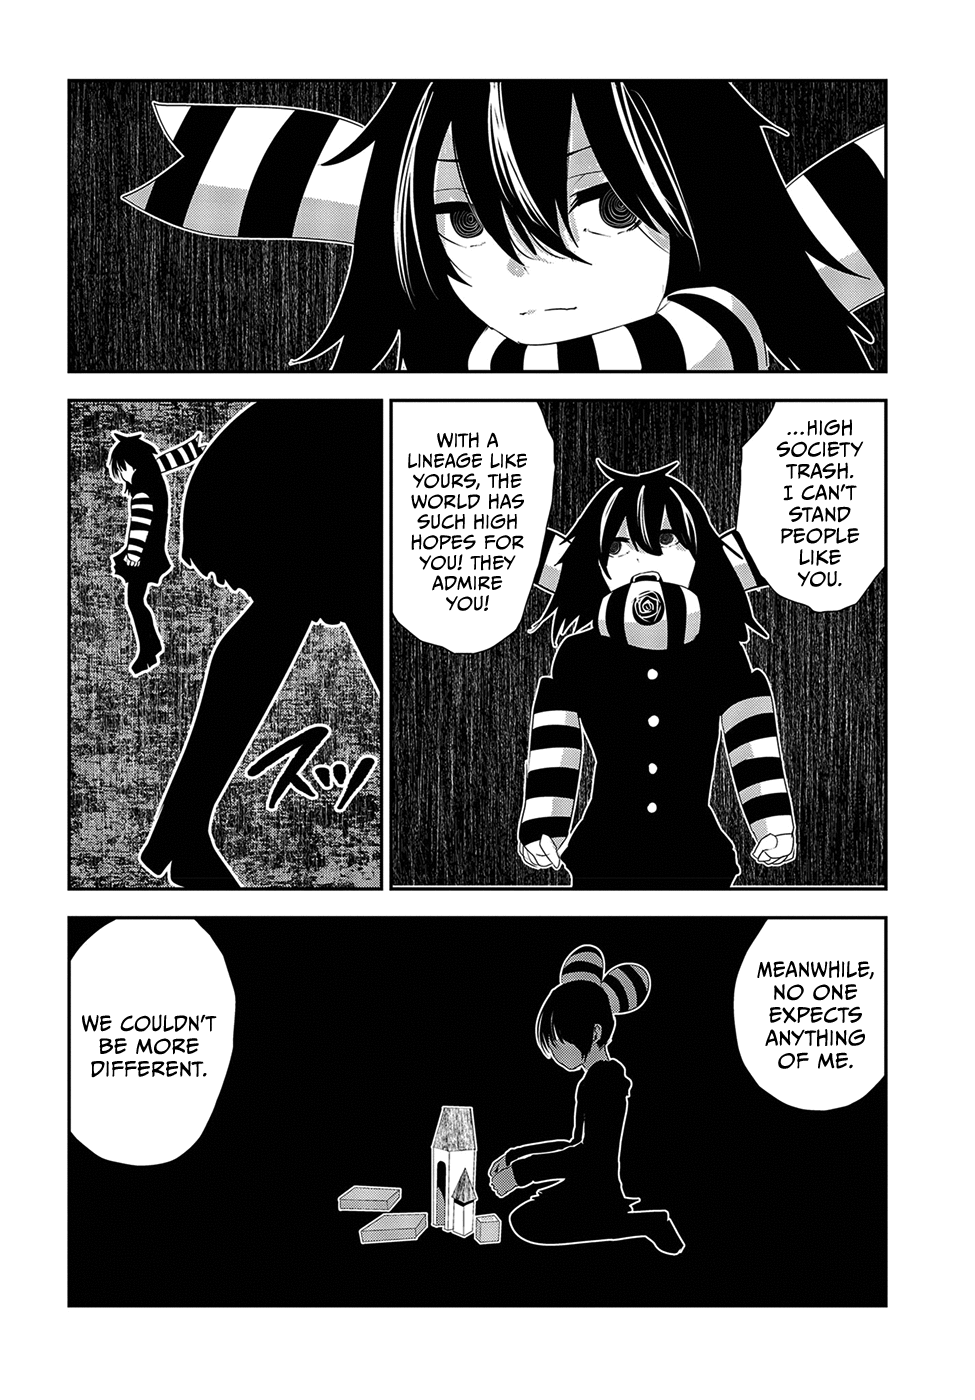 ...HIGH
SOCIETY
TRASH.
I CAN'T
STAND
PEOPLE
LIKE
YOU.
WITH A
LINEAGE LIKE
YOURS, THE
WORLD HAS
SUCH HIGH
HOPES FOR
YOU! THEY
ADMIRE
YOU!
スッ
MEANWHILE,
NO ONE
EXPECTS
ANYTHING
OF ME.
WE COULDN'T
BE MORE
DIFFERENT.